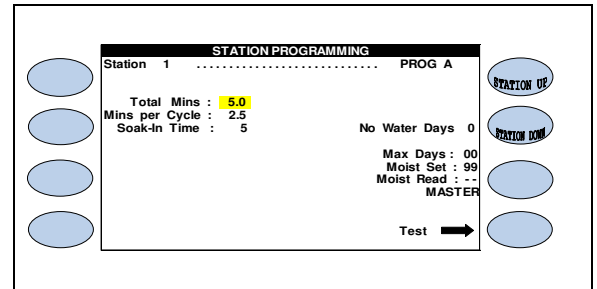 STATION PROGRAMMING
Station 1 ............................ PROG A
STATION UP
Total Mins : 5.0
Mins per Cycle : 2.5
Soak-In Time : 5 No Water Days 0
STATION DOWN
Max Days : 00
Moist Set : 99
Moist Read : --
MASTER
Test